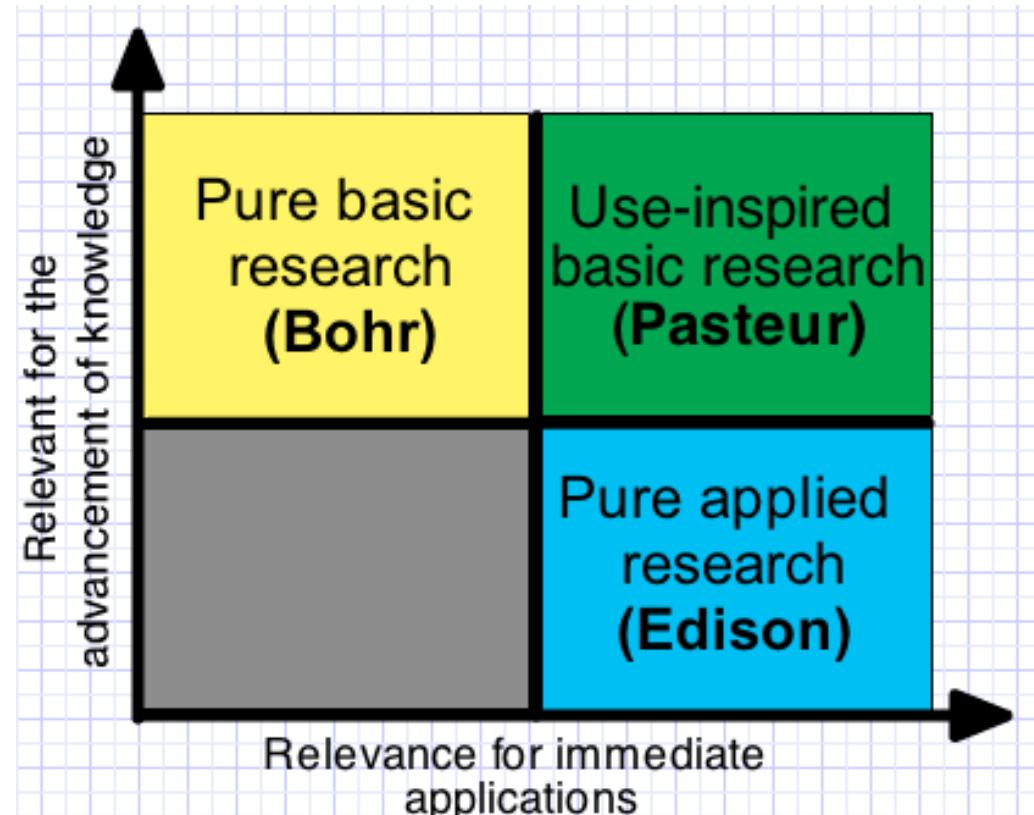 Relevant for the
advancement of knowledge
Pure basic
research
(Bohr)
Use-inspired
basic research
(Pasteur)
Pure applied
research
(Edison)
Relevance for immediate
applications